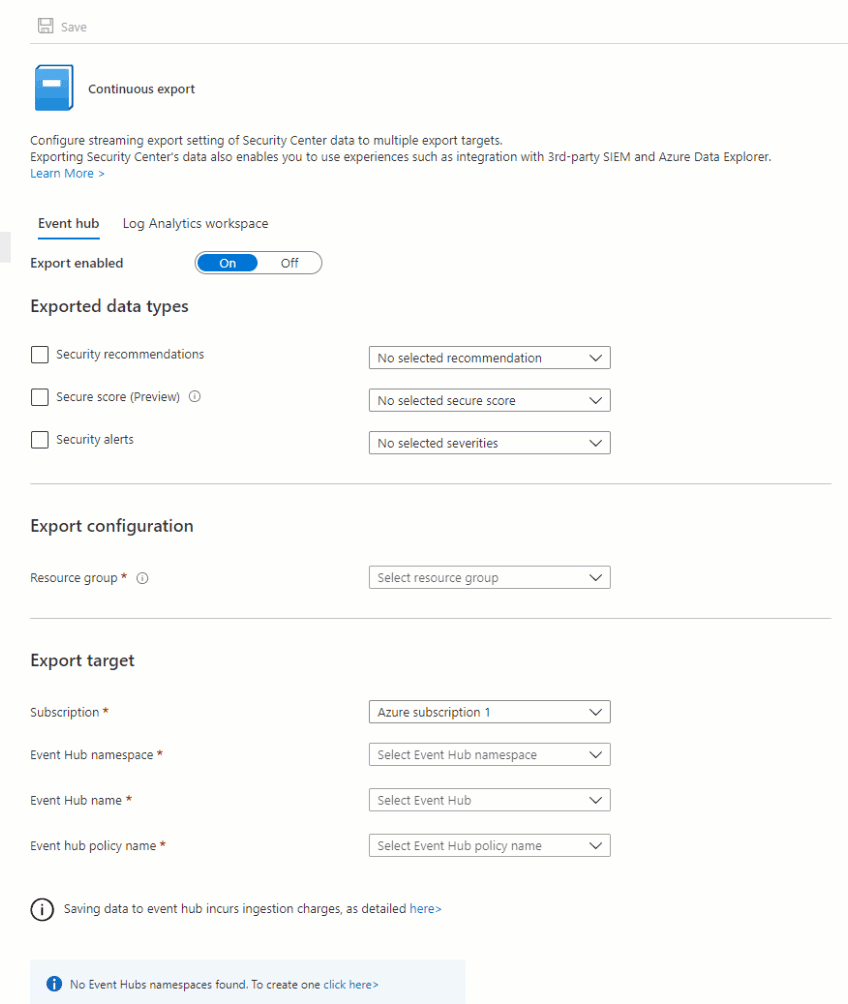 Save
Continuous export
Configure streaming export setting of Security Center data to multiple export targets.
Exporting Security Center's data also enables you to use experiences such as integration with 3rd-party SIEM and Azure Data Explorer.
Learn More >
Event hub Log Analytics workspace
Export enabled On Off
Exported data types
Security recommendations No selected recommendation
Secure score (Preview) No selected secure score
Security alerts No selected severities
Export configuration
Resource group * Select resource group
Export target
Subscription * Azure subscription 1
Event Hub namespace * Select Event Hub namespace
Event Hub name * Select Event Hub
Event hub policy name * Select Event Hub policy name
Saving data to event hub incurs ingestion charges, as detailed here>
No Event Hubs namespaces found. To create one click here>